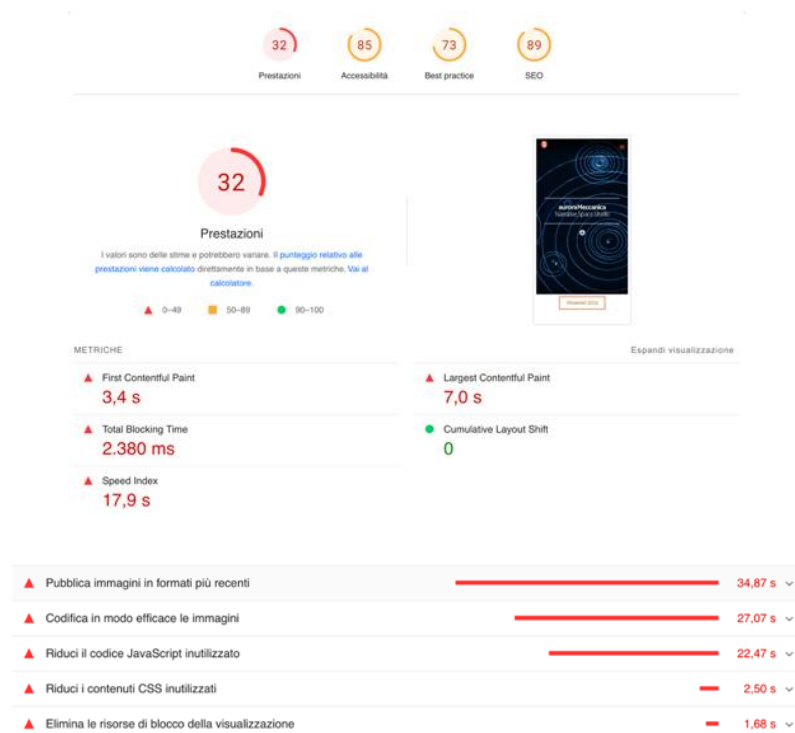 32
85
73
89
Prestazioni
Accessibilità
Best practice
SEO
32
Prestazioni
I valori sono delle stime e potrebbero variare. Il punteggio relativo alle
prestazioni viene calcolato direttamente in base a queste metriche. Vai al
calcolatore.
0–49
50–89
90–100
auroraMeccanica
Narrative Space Studio
METRICHE
Espandi visualizzazione
First Contentful Paint
3,4 s
Largest Contentful Paint
7,0 s
Total Blocking Time
2.380 ms
Cumulative Layout Shift
0
Speed Index
17,9 s
Pubblica immagini in formati più recenti
34,87 s
Codifica in modo efficace le immagini
27,07 s
Riduci il codice JavaScript inutilizzato
22,47 s
Riduci i contenuti CSS inutilizzati
2,50 s
Elimina le risorse di blocco della visualizzazione
1,68 s